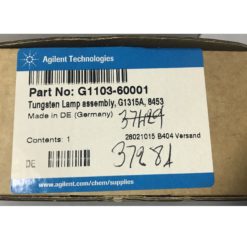 Agilent Technologies
Part No: G1103-60001
Tungsten Lamp assembly, G1315A, 8453
Made in DE (Germany)
28021015 B404 Versand
Contents: 1
37281
DE
www.agilent.com/chem/supplies